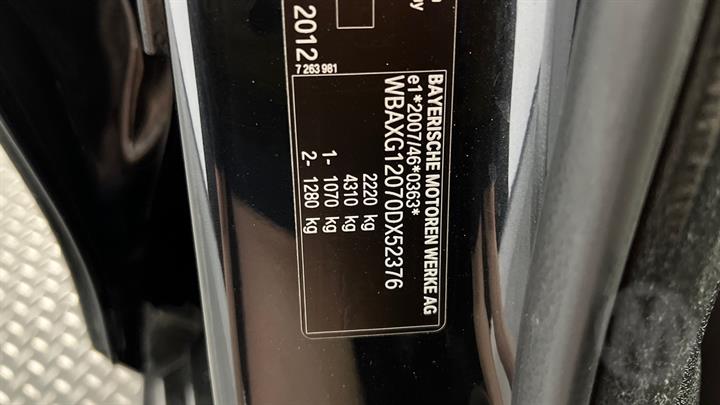 BAYERISCHE MOTOREN WERKE AG
e1*2007/46*0363*
WBAXG12070DX52376
2220 kg
4310 kg
1- 1070 kg
2- 1280 kg
2012
7 263 981